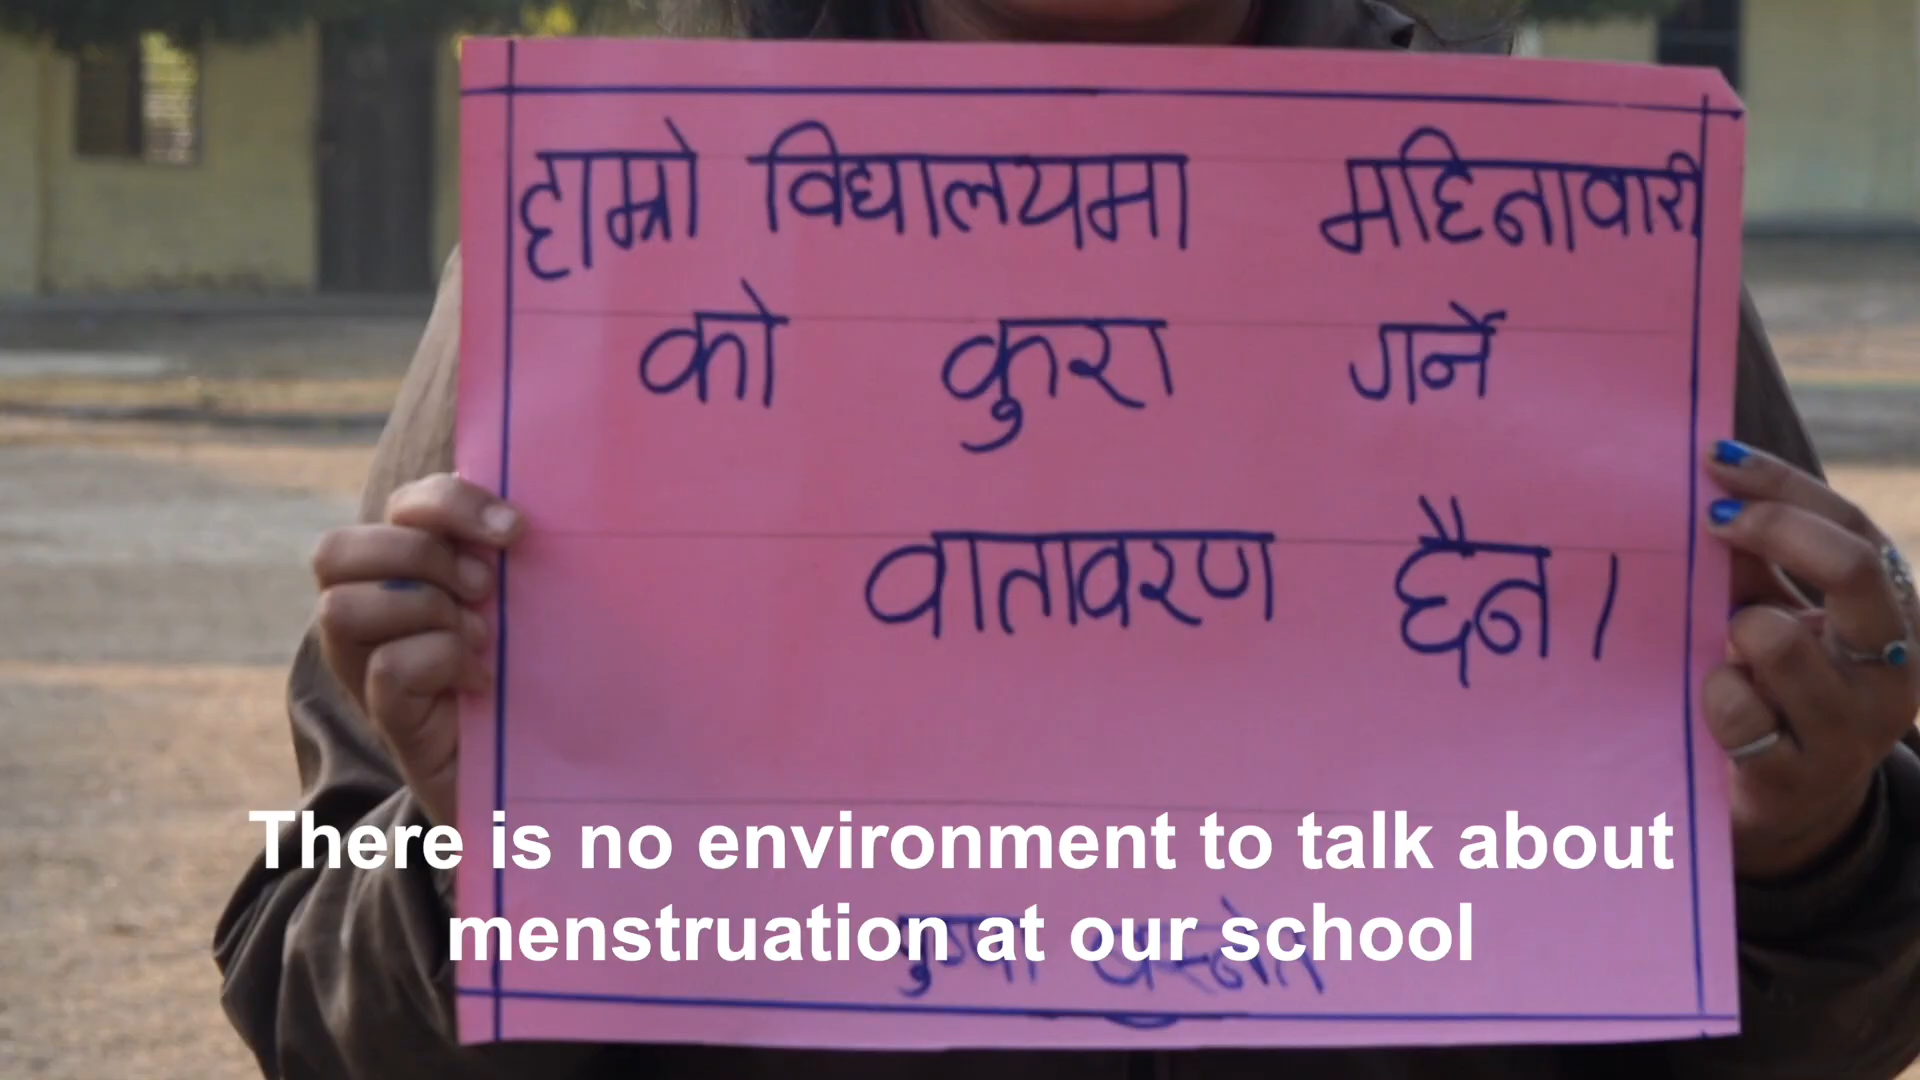 हाम्रो विद्यालयमा महिनावारी
को कुरा गर्ने
वातावरण छैन।
There is no environment to talk about
menstruation at our school